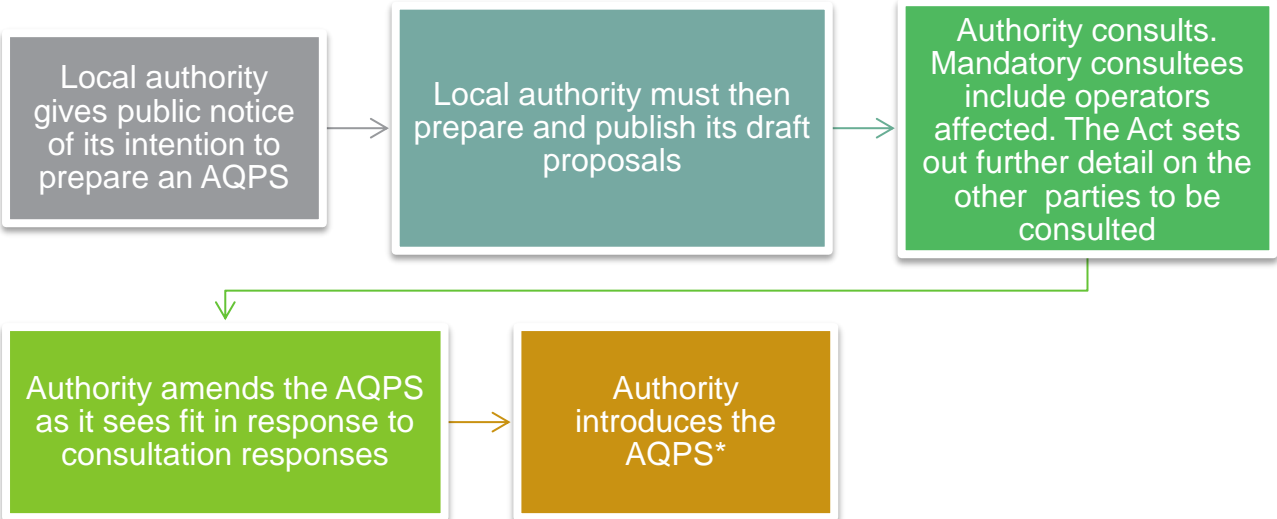 Local authority
gives public notice
of its intention to
prepare an AQPS
Local authority must then
prepare and publish its draft
proposals
Authority consults.
Mandatory consultees
include operators
affected. The Act sets
out further detail on the
other parties to be
consulted
Authority amends the AQPS
as it sees fit in response to
consultation responses
Authority
introduces the
AQPS*